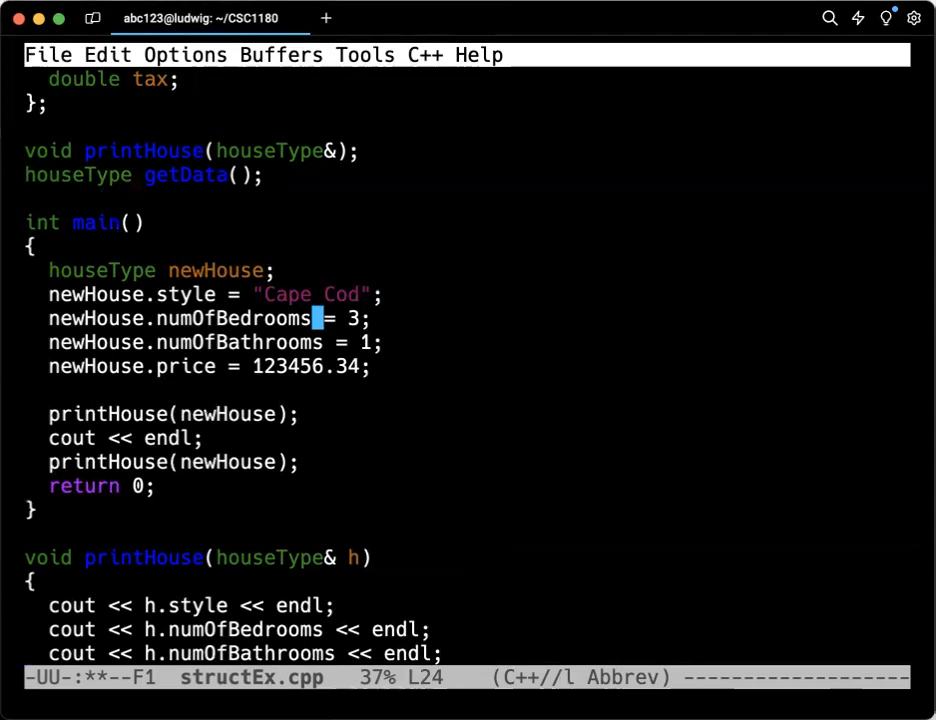 abc123@ludwig: ~/CSC1180
File Edit Options Buffers Tools C++ Help
  double tax;
};

void printHouse(houseType&);
houseType getData();

int main()
{
  houseType newHouse;
  newHouse.style = "Cape Cod";
  newHouse.numOfBedrooms = 3;
  newHouse.numOfBathrooms = 1;
  newHouse.price = 123456.34;

  printHouse(newHouse);
  cout << endl;
  printHouse(newHouse);
  return 0;
}

void printHouse(houseType& h)
{
  cout << h.style << endl;
  cout << h.numOfBedrooms << endl;
  cout << h.numOfBathrooms << endl;
-UU-:**--F1  structEx.cpp   37% L24    (C++//l Abbrev) -------------------